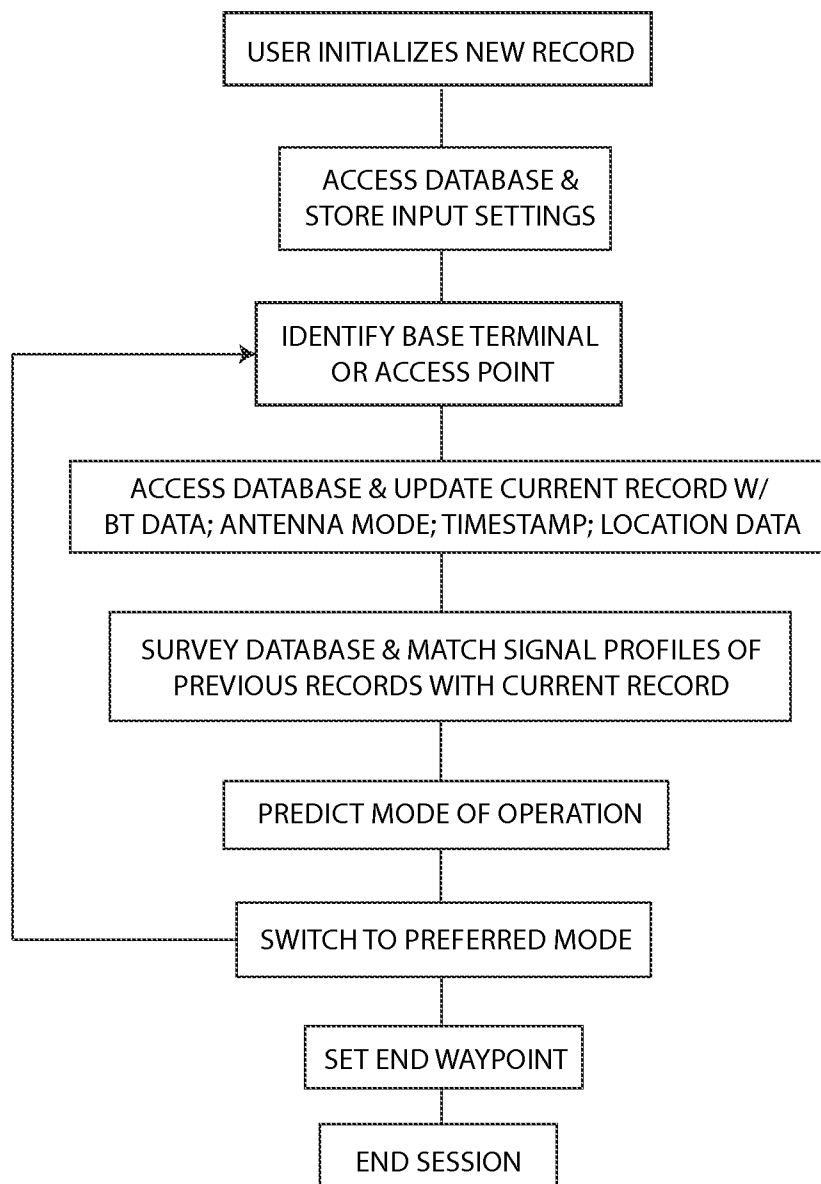 USER INITIALIZES NEW RECORD
ACCESS DATABASE &
STORE INPUT SETTINGS
IDENTIFY BASE TERMINAL
OR ACCESS POINT
ACCESS DATABASE & UPDATE CURRENT RECORD W/
BT DATA; ANTENNA MODE; TIMESTAMP; LOCATION DATA
SURVEY DATABASE & MATCH SIGNAL PROFILES OF
PREVIOUS RECORDS WITH CURRENT RECORD
PREDICT MODE OF OPERATION
SWITCH TO PREFERRED MODE
SET END WAYPOINT
END SESSION